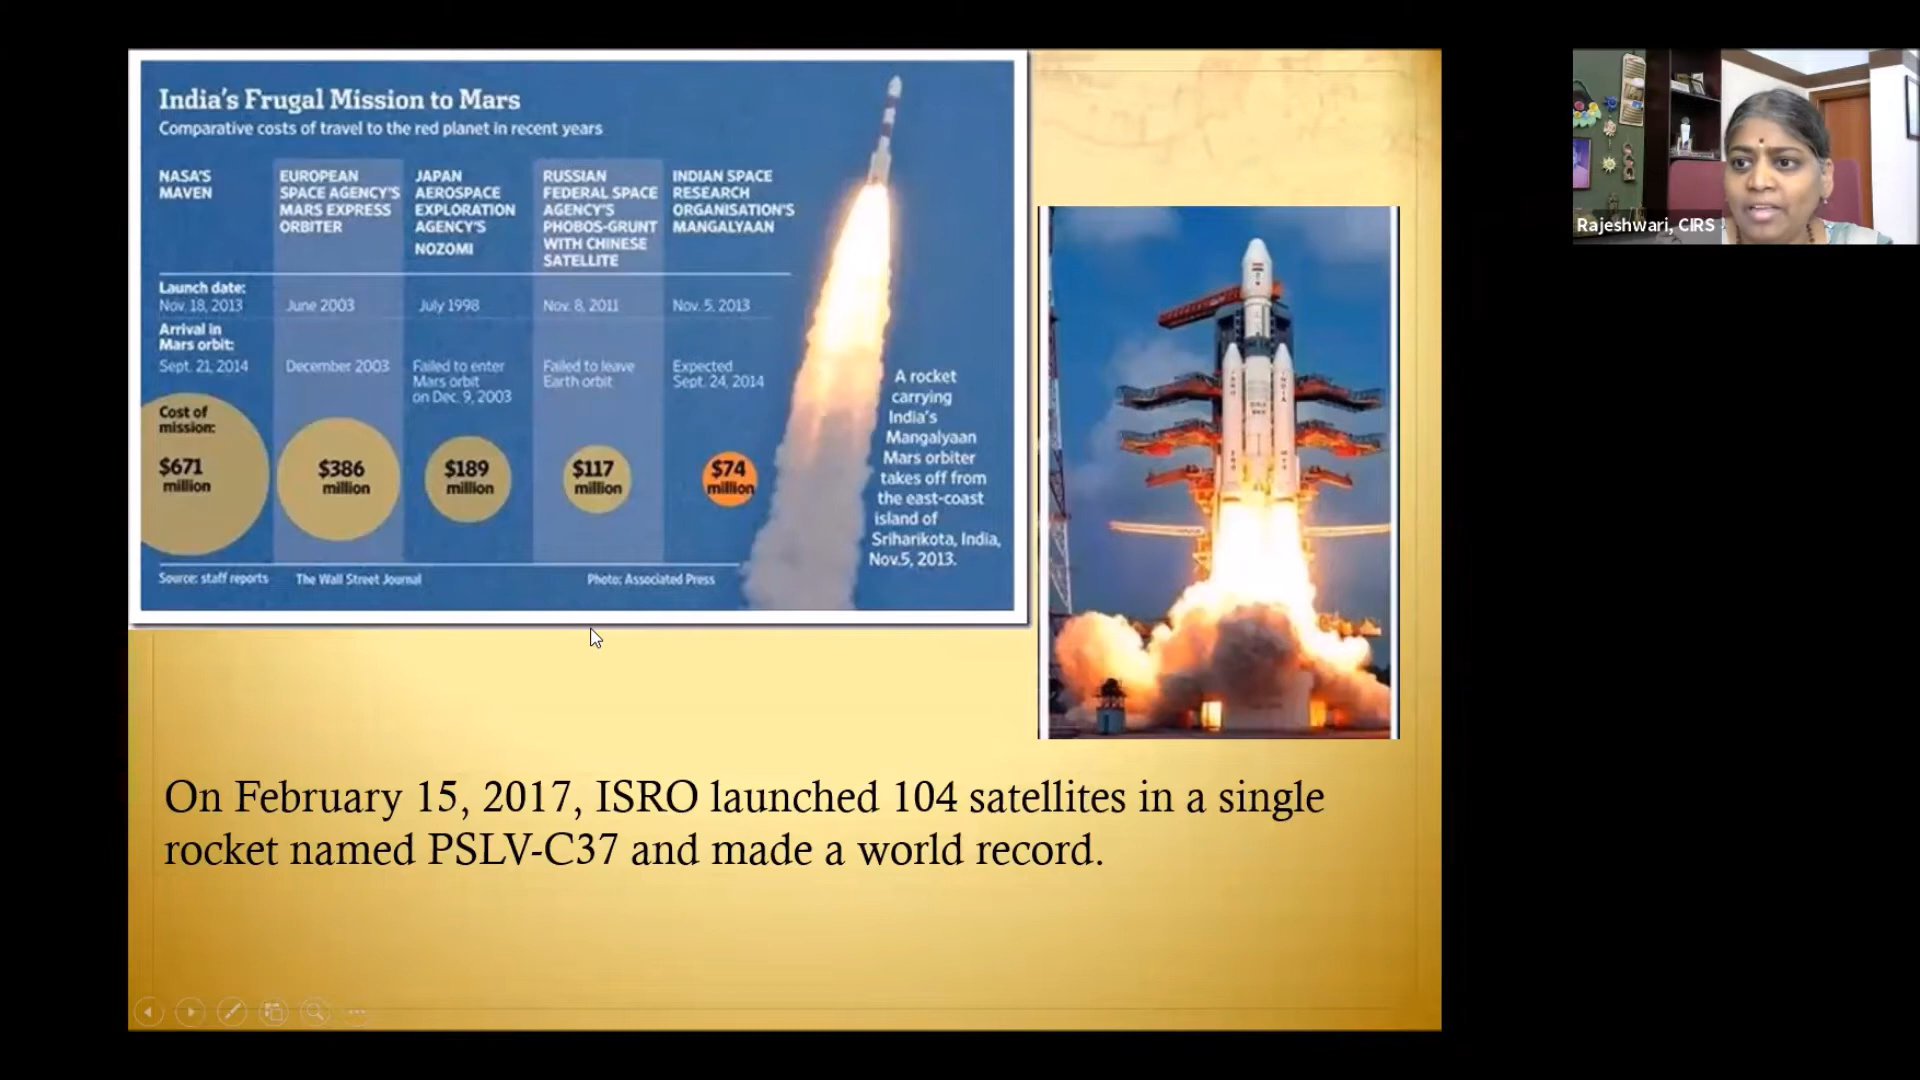 India's Frugal Mission to Mars
Comparative costs of travel to the red planet in recent years
NASA'S
MAVEN
EUROPEAN
SPACE AGENCY'S
MARS EXPRESS
ORBITER
JAPAN
AEROSPACE
EXPLORATION
AGENCY'S
NOZOMI
RUSSIAN
FEDERAL SPACE
AGENCY'S
PHOBOS-GRUNT
WITH CHINESE
SATELLITE
INDIAN SPACE
RESEARCH
ORGANISATION'S
MANGALYAAN
Launch date:
Nov. 18, 2013
June 2003
July 1998
Nov. 8, 2011
Nov. 5, 2013
Arrival in
Mars orbit:
Sept. 21, 2014
December 2003
Failed to enter
Mars orbit
on Dec. 9, 2003
Failed to leave
Earth orbit
Expected
Sept. 24, 2014
Cost of
mission:
$671
million
$386
million
$189
million
$117
million
$74
million
A rocket
carrying
India's
Mangalyaan
Mars orbiter
takes off from
the east-coast
island of
Sriharikota, India,
Nov.5, 2013.
Source: staff reports
The Wall Street Journal
Photo: Associated Press
On February 15, 2017, ISRO launched 104 satellites in a single
rocket named PSLV-C37 and made a world record.
Rajeshwari, CIRS